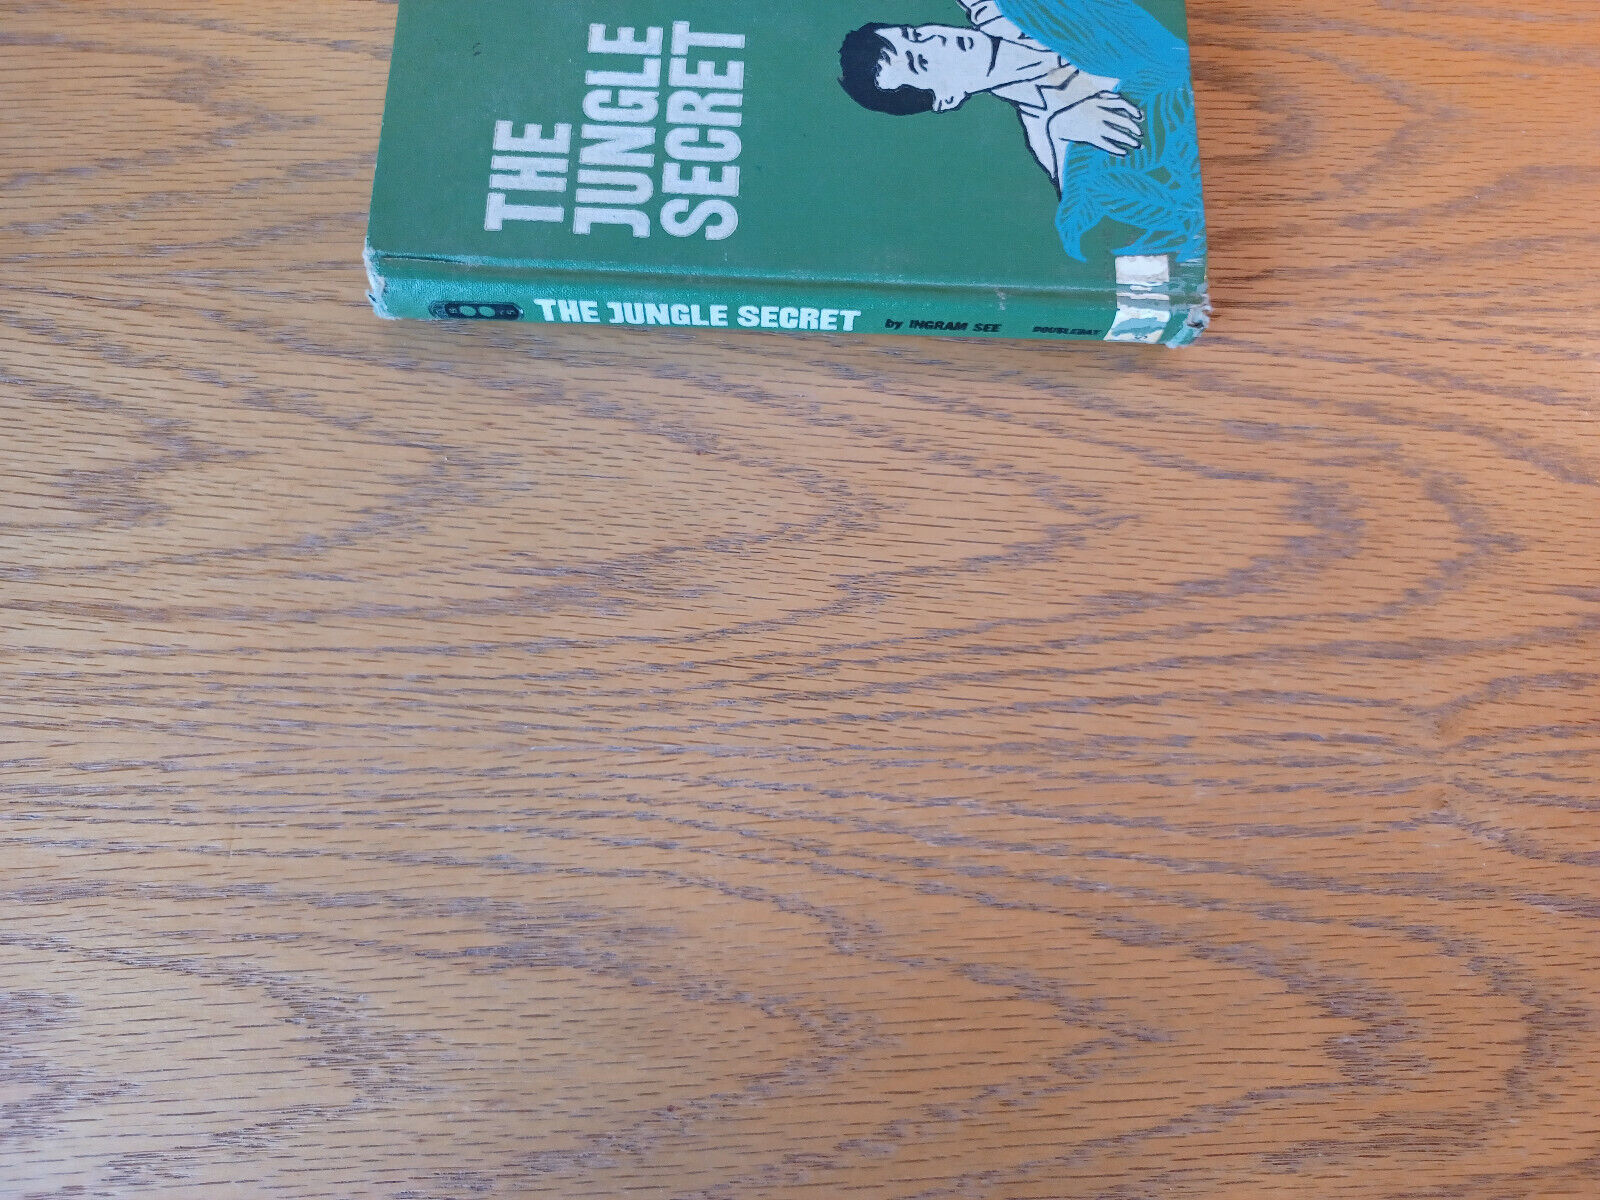 THE
JUNGLE
SECRET
THE JUNGLE SECRET by INGRAM SEE DOUBLEDAY